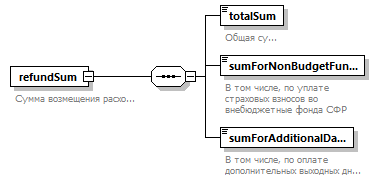 totalSum
Общая су...
refundSum
Сумма возмещения расхо...
sumForNonBudgetFun...
В том числе, по уплате
страховых взносов во
внебюджетные фонда СФР
sumForAdditionalDa...
В том числе, по оплате
дополнительных выходных дн...